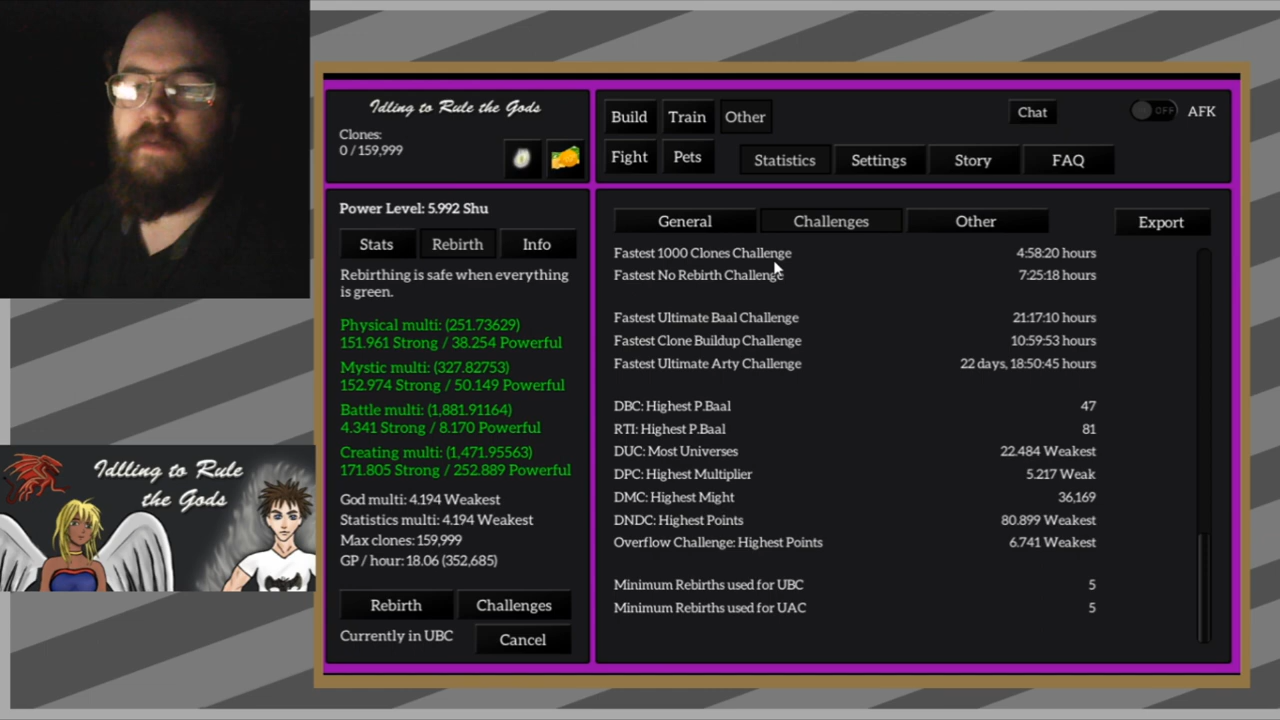 Idling to Rule the Gods
Clones:
0 / 159,999
Build
Train
Other
Chat
OFF
AFK
Fight
Pets
Statistics
Settings
Story
FAQ
Power Level: 5.992 Shu
Stats
Rebirth
Info
Rebirthing is safe when everything
is green.
Physical multi: (251.73629)
151.961 Strong / 38.254 Powerful
Mystic multi: (327.82753)
152.974 Strong / 50.149 Powerful
Battle multi: (1,881.91164)
4.341 Strong / 8.170 Powerful
Creating multi: (1,471.95563)
171.805 Strong / 252.889 Powerful
God multi: 4.194 Weakest
Statistics multi: 4.194 Weakest
Max clones: 159,999
GP / hour: 18.06 (352,685)
Rebirth
Challenges
Currently in UBC
Cancel
General
Challenges
Other
Export
Fastest 1000 Clones Challenge 4:58:20 hours
Fastest No Rebirth Challenge 7:25:18 hours
Fastest Ultimate Baal Challenge 21:17:10 hours
Fastest Clone Buildup Challenge 10:59:53 hours
Fastest Ultimate Arty Challenge 22 days, 18:50:45 hours
DBC: Highest P.Baal 47
RTI: Highest P.Baal 81
DUC: Most Universes 22.484 Weakest
DPC: Highest Multiplier 5.217 Weak
DMC: Highest Might 36,169
DNDC: Highest Points 80.899 Weakest
Overflow Challenge: Highest Points 6.741 Weakest
Minimum Rebirths used for UBC 5
Minimum Rebirths used for UAC 5
Idling to Rule
the Gods